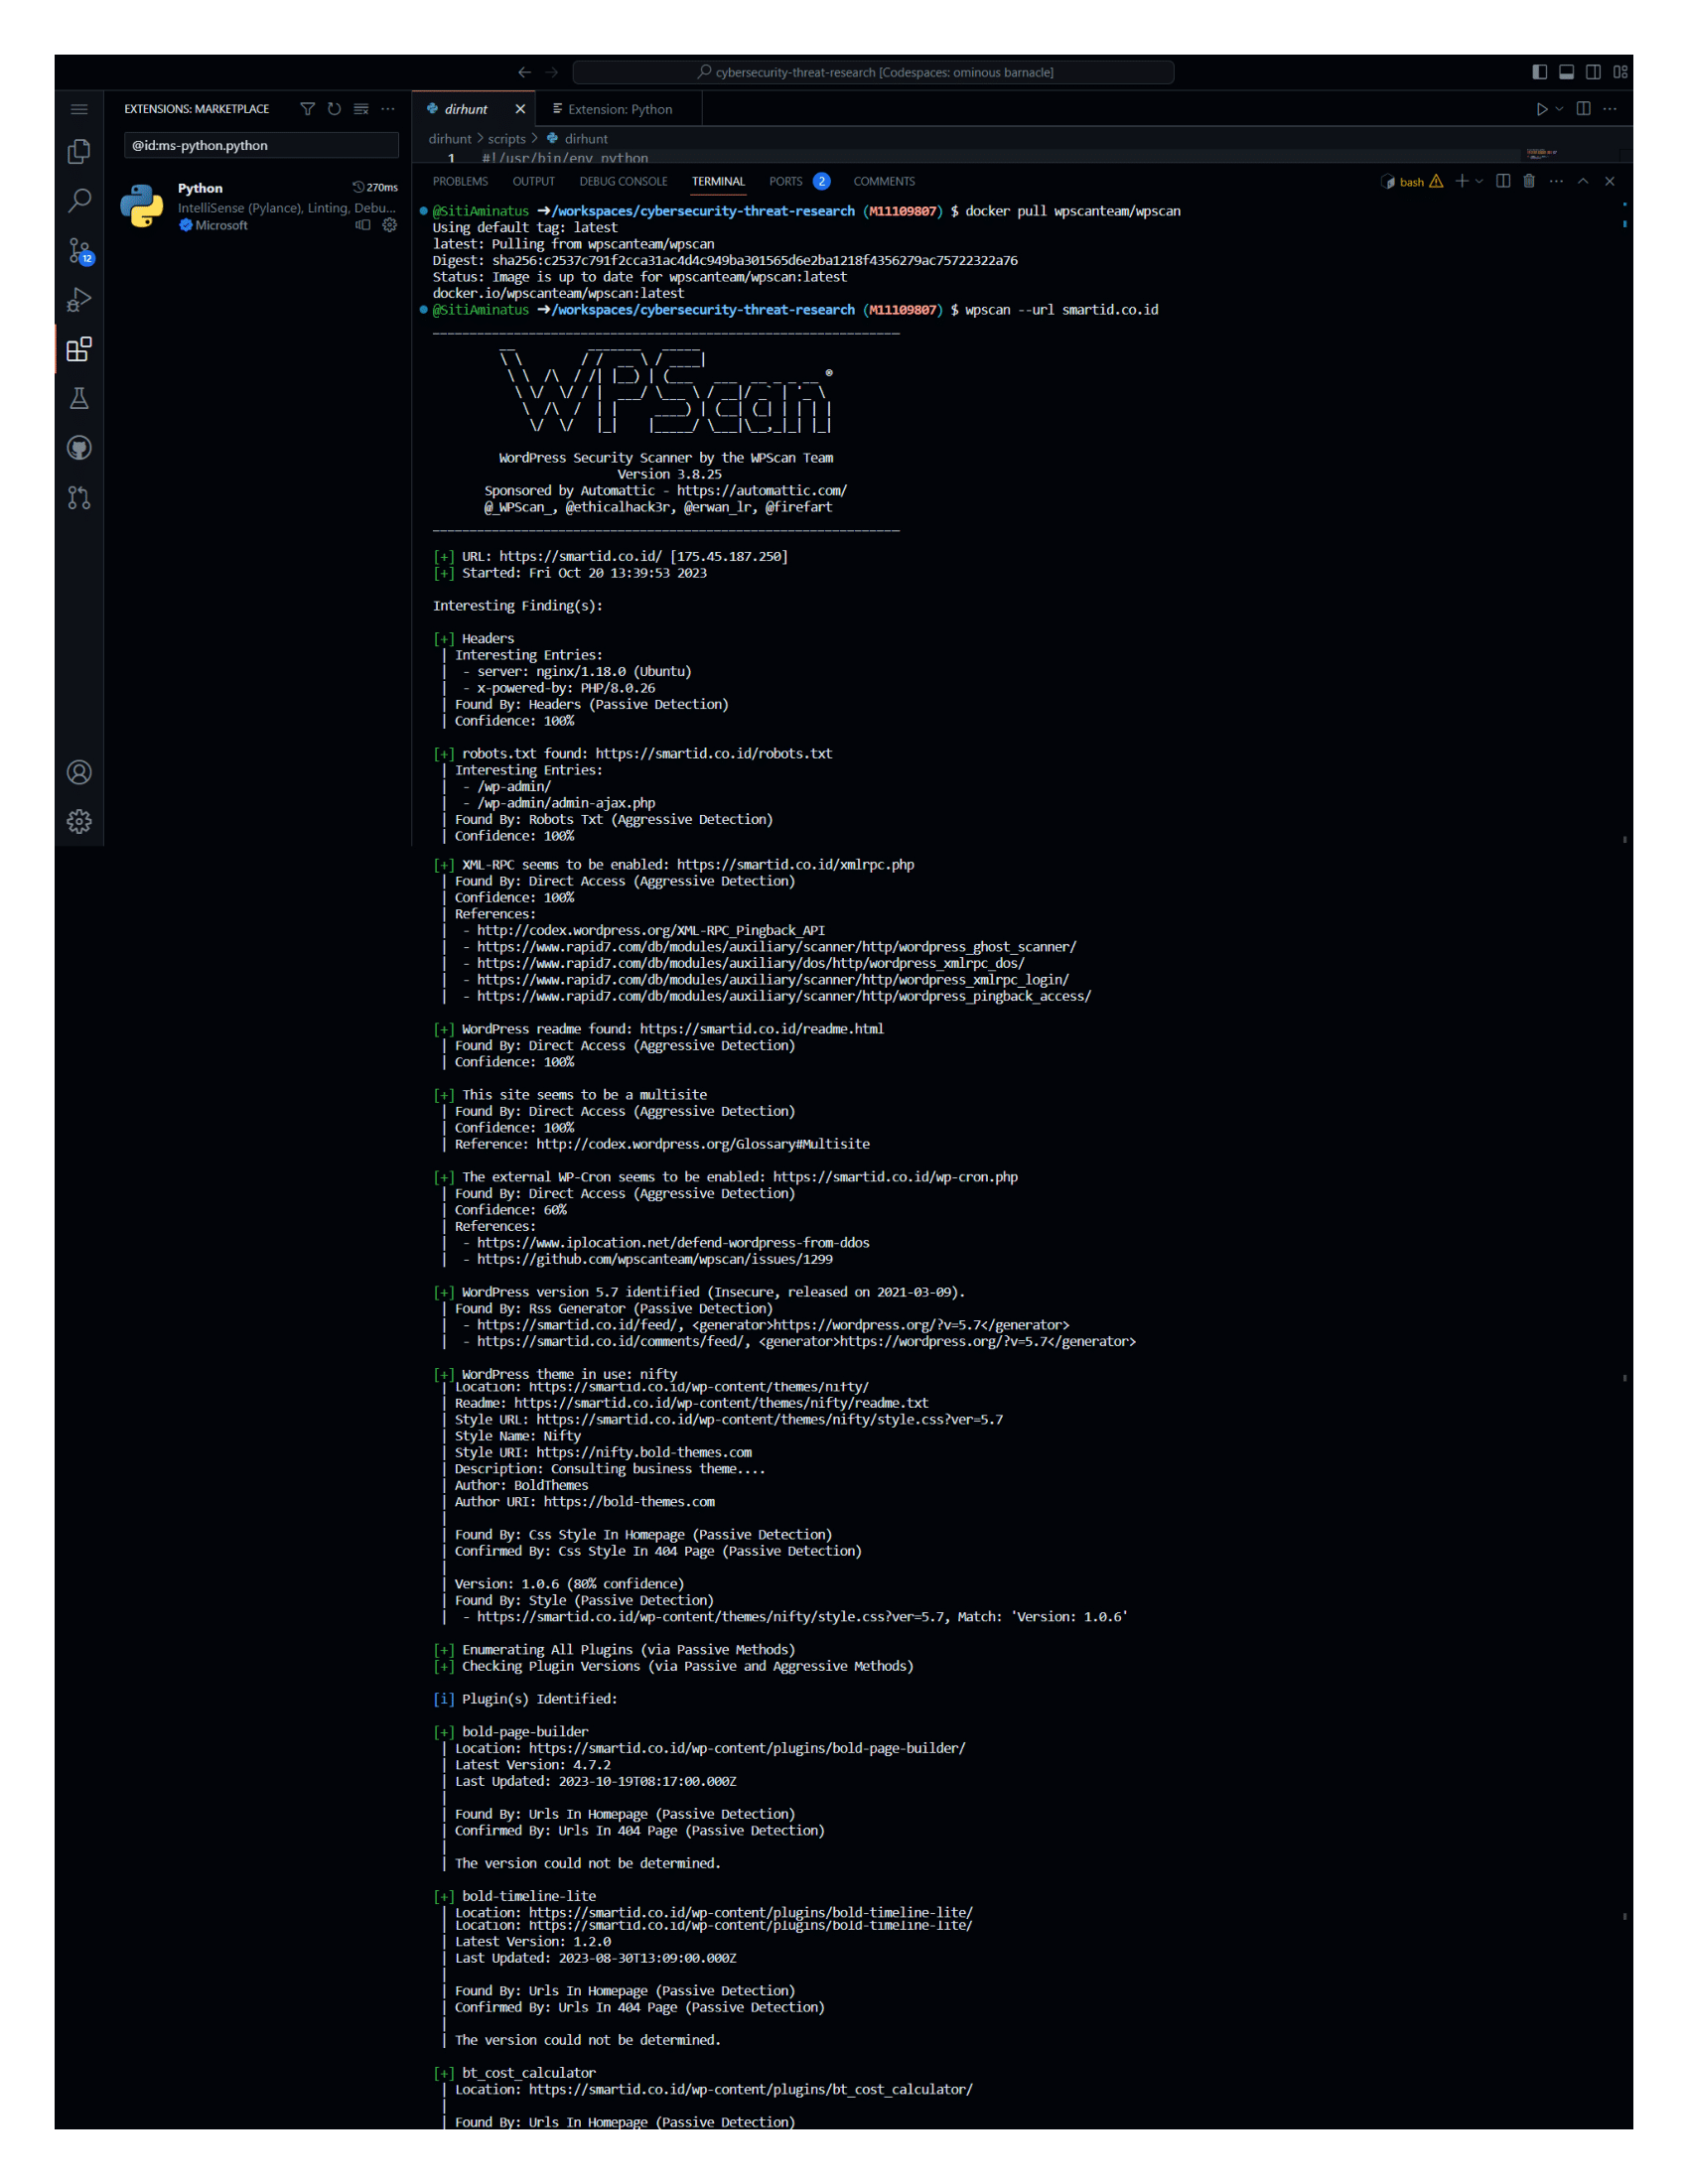 cybersecurity-threat-research [Codespaces: ominous barnacle]
EXTENSIONS: MARKETPLACE
@id:ms-python.python
Python
270ms
IntelliSense (Pylance), Linting, Debu...
Microsoft
12
dirhunt
Extension: Python
dirhunt > scripts > dirhunt
1 #!/usr/bin/env python
PROBLEMS OUTPUT DEBUG CONSOLE TERMINAL PORTS 2 COMMENTS
bash
@SitiAminatus →/workspaces/cybersecurity-threat-research (M11109807) $ docker pull wpscanteam/wpscan
Using default tag: latest
latest: Pulling from wpscanteam/wpscan
Digest: sha256:c2537c791f2cca31ac4d4c949ba301565d6e2ba1218f4356279ac75722322a76
Status: Image is up to date for wpscanteam/wpscan:latest
docker.io/wpscanteam/wpscan:latest
@SitiAminatus →/workspaces/cybersecurity-threat-research (M11109807) $ wpscan --url smartid.co.id
WPScan ®
WordPress Security Scanner by the WPScan Team
Version 3.8.25
Sponsored by Automattic - https://automattic.com/
@_WPScan_, @ethicalhack3r, @erwan_lr, @firefart
[+] URL: https://smartid.co.id/ [175.45.187.250]
[+] Started: Fri Oct 20 13:39:53 2023
Interesting Finding(s):
[+] Headers
| Interesting Entries:
|  - server: nginx/1.18.0 (Ubuntu)
|  - x-powered-by: PHP/8.0.26
| Found By: Headers (Passive Detection)
| Confidence: 100%
[+] robots.txt found: https://smartid.co.id/robots.txt
| Interesting Entries:
|  - /wp-admin/
|  - /wp-admin/admin-ajax.php
| Found By: Robots Txt (Aggressive Detection)
| Confidence: 100%
[+] XML-RPC seems to be enabled: https://smartid.co.id/xmlrpc.php
| Found By: Direct Access (Aggressive Detection)
| Confidence: 100%
| References:
|  - http://codex.wordpress.org/XML-RPC_Pingback_API
|  - https://www.rapid7.com/db/modules/auxiliary/scanner/http/wordpress_ghost_scanner/
|  - https://www.rapid7.com/db/modules/auxiliary/dos/http/wordpress_xmlrpc_dos/
|  - https://www.rapid7.com/db/modules/auxiliary/scanner/http/wordpress_xmlrpc_login/
|  - https://www.rapid7.com/db/modules/auxiliary/scanner/http/wordpress_pingback_access/
[+] WordPress readme found: https://smartid.co.id/readme.html
| Found By: Direct Access (Aggressive Detection)
| Confidence: 100%
[+] This site seems to be a multisite
| Found By: Direct Access (Aggressive Detection)
| Confidence: 100%
| Reference: http://codex.wordpress.org/Glossary#Multisite
[+] The external WP-Cron seems to be enabled: https://smartid.co.id/wp-cron.php
| Found By: Direct Access (Aggressive Detection)
| Confidence: 60%
| References:
|  - https://www.iplocation.net/defend-wordpress-from-ddos
|  - https://github.com/wpscanteam/wpscan/issues/1299
[+] WordPress version 5.7 identified (Insecure, released on 2021-03-09).
| Found By: Rss Generator (Passive Detection)
|  - https://smartid.co.id/feed/, <generator>https://wordpress.org/?v=5.7</generator>
|  - https://smartid.co.id/comments/feed/, <generator>https://wordpress.org/?v=5.7</generator>
[+] WordPress theme in use: nifty
| Location: https://smartid.co.id/wp-content/themes/nifty/
| Readme: https://smartid.co.id/wp-content/themes/nifty/readme.txt
| Style URL: https://smartid.co.id/wp-content/themes/nifty/style.css?ver=5.7
| Style Name: Nifty
| Style URI: https://nifty.bold-themes.com
| Description: Consulting business theme....
| Author: BoldThemes
| Author URI: https://bold-themes.com
|
| Found By: Css Style In Homepage (Passive Detection)
| Confirmed By: Css Style In 404 Page (Passive Detection)
|
| Version: 1.0.6 (80% confidence)
| Found By: Style (Passive Detection)
|  - https://smartid.co.id/wp-content/themes/nifty/style.css?ver=5.7, Match: 'Version: 1.0.6'
[+] Enumerating All Plugins (via Passive Methods)
[+] Checking Plugin Versions (via Passive and Aggressive Methods)
[i] Plugin(s) Identified:
[+] bold-page-builder
| Location: https://smartid.co.id/wp-content/plugins/bold-page-builder/
| Latest Version: 4.7.2
| Last Updated: 2023-10-19T08:17:00.000Z
|
| Found By: Urls In Homepage (Passive Detection)
| Confirmed By: Urls In 404 Page (Passive Detection)
|
| The version could not be determined.
[+] bold-timeline-lite
| Location: https://smartid.co.id/wp-content/plugins/bold-timeline-lite/
| Location: https://smartid.co.id/wp-content/plugins/bold-timeline-lite/
| Latest Version: 1.2.0
| Last Updated: 2023-08-30T13:09:00.000Z
|
| Found By: Urls In Homepage (Passive Detection)
| Confirmed By: Urls In 404 Page (Passive Detection)
|
| The version could not be determined.
[+] bt_cost_calculator
| Location: https://smartid.co.id/wp-content/plugins/bt_cost_calculator/
|
| Found By: Urls In Homepage (Passive Detection)